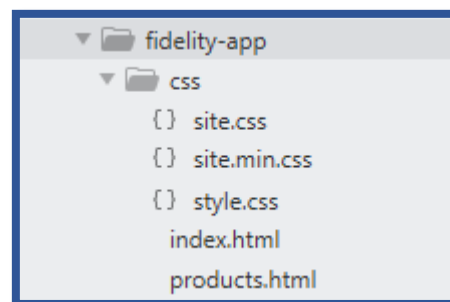 fidelity-app
css
{} site.css
{} site.min.css
{} style.css
index.html
products.html